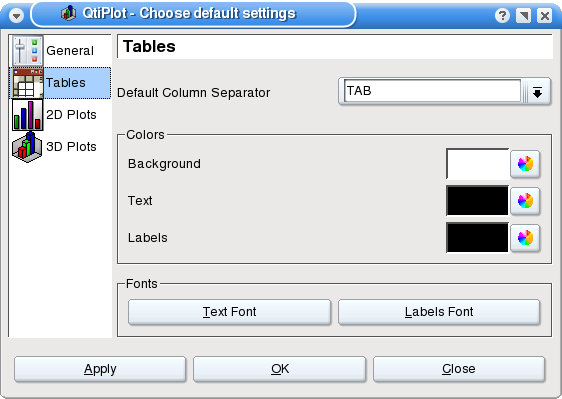 QtiPlot - Choose default settings
?
General
Tables
2D Plots
3D Plots
Tables
Default Column Separator
TAB
Colors
Background
Text
Labels
Fonts
Text Font
Labels Font
Apply
OK
Close